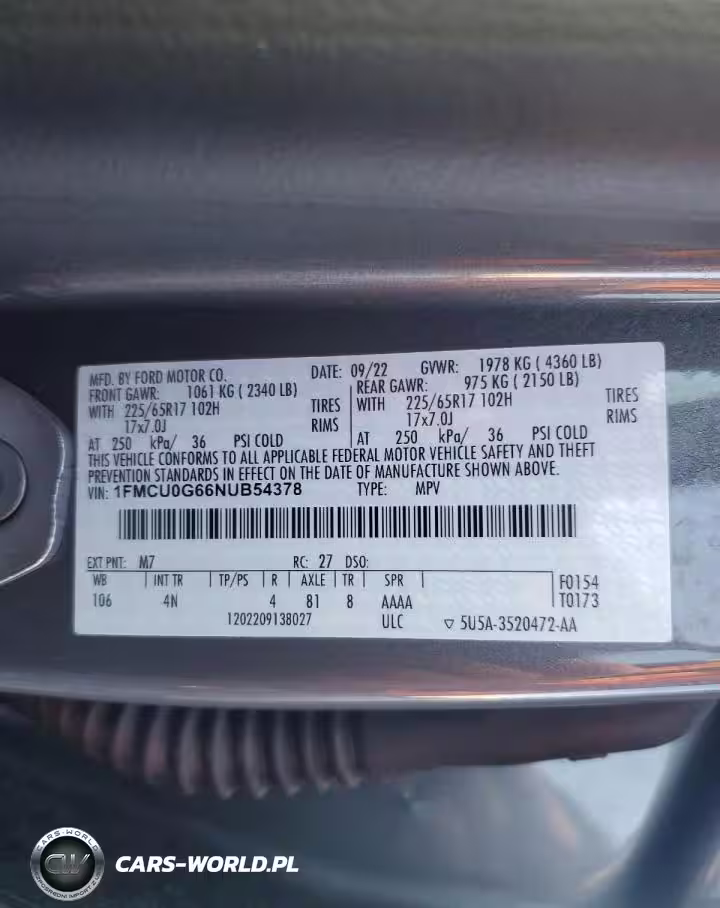 MFD. BY FORD MOTOR CO. DATE: 09/22 GVWR: 1978 KG ( 4360 LB)
FRONT GAWR: 1061 KG ( 2340 LB) REAR GAWR: 975 KG ( 2150 LB)
WITH 225/65R17 102H TIRES WITH 225/65R17 102H TIRES
17x7.0J RIMS 17x7.0J RIMS
AT 250 kPa/ 36 PSI COLD AT 250 kPa/ 36 PSI COLD
THIS VEHICLE CONFORMS TO ALL APPLICABLE FEDERAL MOTOR VEHICLE SAFETY AND THEFT
PREVENTION STANDARDS IN EFFECT ON THE DATE OF MANUFACTURE SHOWN ABOVE.
VIN: 1FMCU0G66NUB54378 TYPE: MPV
EXT PNT: M7 RC: 27 DSO:
WB INT TR TP/PS R AXLE TR SPR F0154
106 4N 4 81 8 AAAA T0173
1202209138027 ULC ▽ 5U5A-3520472-AA
CARS-WORLD
CW
CARS-WORLD.PL